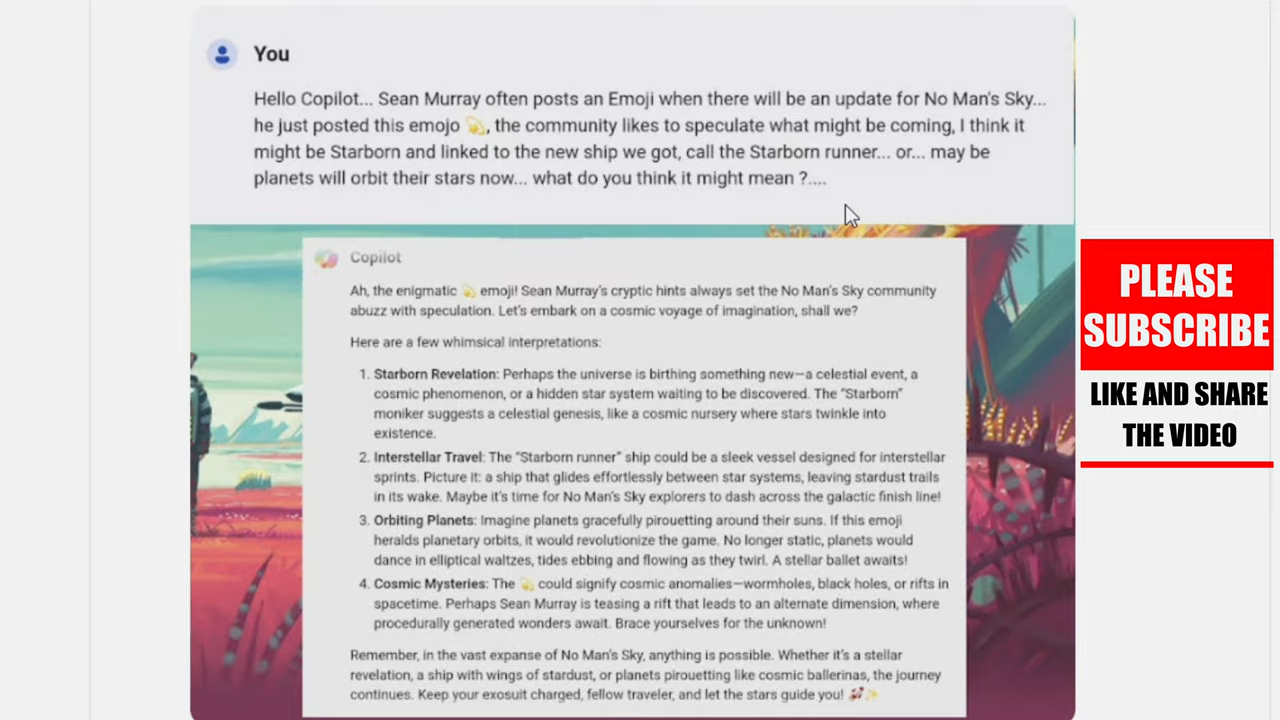 You
Hello Copilot... Sean Murray often posts an Emoji when there will be an update for No Man's Sky...
he just posted this emojo 💫, the community likes to speculate what might be coming, I think it
might be Starborn and linked to the new ship we got, call the Starborn runner... or... may be
planets will orbit their stars now... what do you think it might mean ?....
Copilot
Ah, the enigmatic 💫 emoji! Sean Murray's cryptic hints always set the No Man's Sky community
abuzz with speculation. Let's embark on a cosmic voyage of imagination, shall we?
Here are a few whimsical interpretations:
1. Starborn Revelation: Perhaps the universe is birthing something new—a celestial event, a
cosmic phenomenon, or a hidden star system waiting to be discovered. The "Starborn"
moniker suggests a celestial genesis, like a cosmic nursery where stars twinkle into
existence.
2. Interstellar Travel: The "Starborn runner" ship could be a sleek vessel designed for interstellar
sprints. Picture it: a ship that glides effortlessly between star systems, leaving stardust trails
in its wake. Maybe it's time for No Man's Sky explorers to dash across the galactic finish line!
3. Orbiting Planets: Imagine planets gracefully pirouetting around their suns. If this emoji
heralds planetary orbits, it would revolutionize the game. No longer static, planets would
dance in elliptical waltzes, tides ebbing and flowing as they twirl. A stellar ballet awaits!
4. Cosmic Mysteries: The 💫 could signify cosmic anomalies—wormholes, black holes, or rifts in
spacetime. Perhaps Sean Murray is teasing a rift that leads to an alternate dimension, where
procedurally generated wonders await. Brace yourselves for the unknown!
Remember, in the vast expanse of No Man's Sky, anything is possible. Whether it's a stellar
revelation, a ship with wings of stardust, or planets pirouetting like cosmic ballerinas, the journey
continues. Keep your exosuit charged, fellow traveler, and let the stars guide you! 🚀✨
PLEASE
SUBSCRIBE
LIKE AND SHARE
THE VIDEO